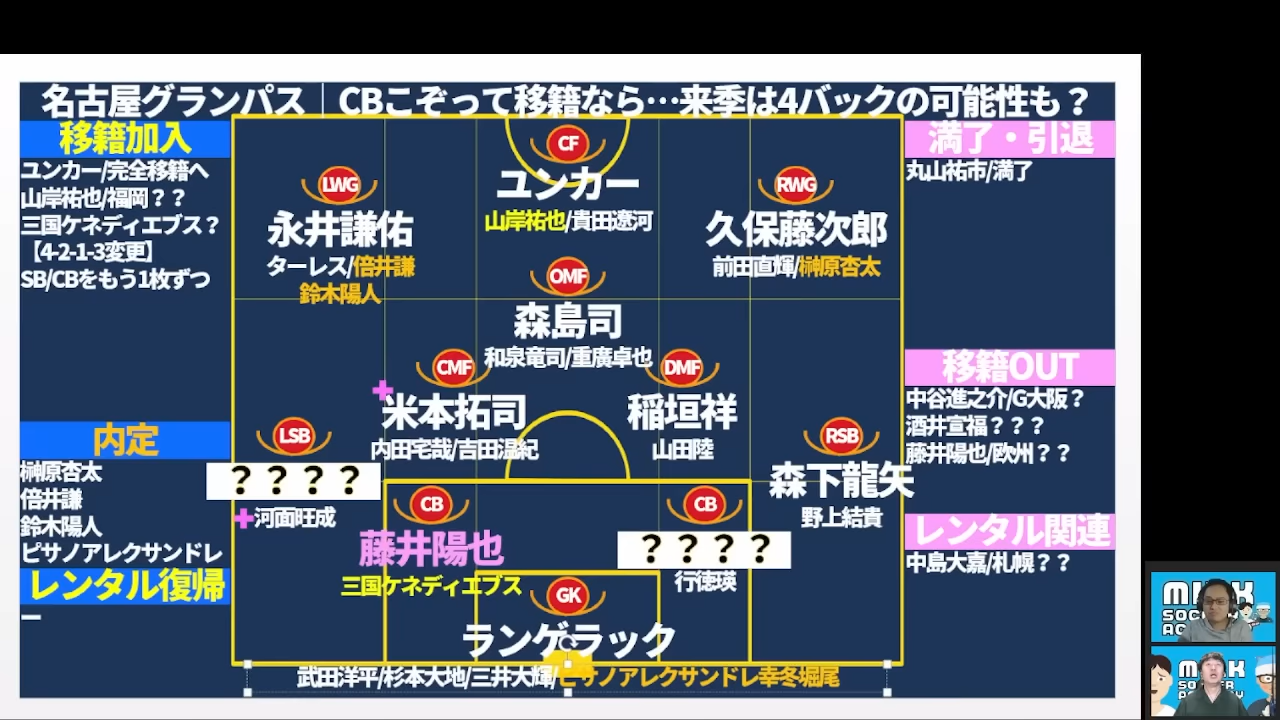 名古屋グランパス｜CBこぞって移籍なら…来季は4バックの可能性も？
移籍加入
ユンカー/完全移籍へ
山岸祐也/福岡？？
三国ケネディエブス？
【4-2-1-3変更】
SB/CBをもう1枚ずつ
内定
榊原杏太
倍井謙
鈴木陽人
ピサノアレクサンドレ
レンタル復帰
ー
CF
ユンカー
山岸祐也/貴田遼河
LWG
永井謙佑
ターレス/倍井謙
鈴木陽人
RWG
久保藤次郎
前田直輝/榊原杏太
OMF
森島司
和泉竜司/重廣卓也
CMF
米本拓司
内田宅哉/吉田温紀
DMF
稲垣祥
山田陸
LSB
？？？？
河面旺成
RSB
森下龍矢
野上結貴
CB
藤井陽也
三国ケネディエブス
CB
？？？？
行徳瑛
GK
ランゲラック
武田洋平/杉本大地/三井大輝/ピサノアレクサンドレ幸冬堀尾
満了・引退
丸山祐市/満了
移籍OUT
中谷進之介/G大阪？
酒井宣福？？？
藤井陽也/欧州？？
レンタル関連
中島大嘉/札幌？？